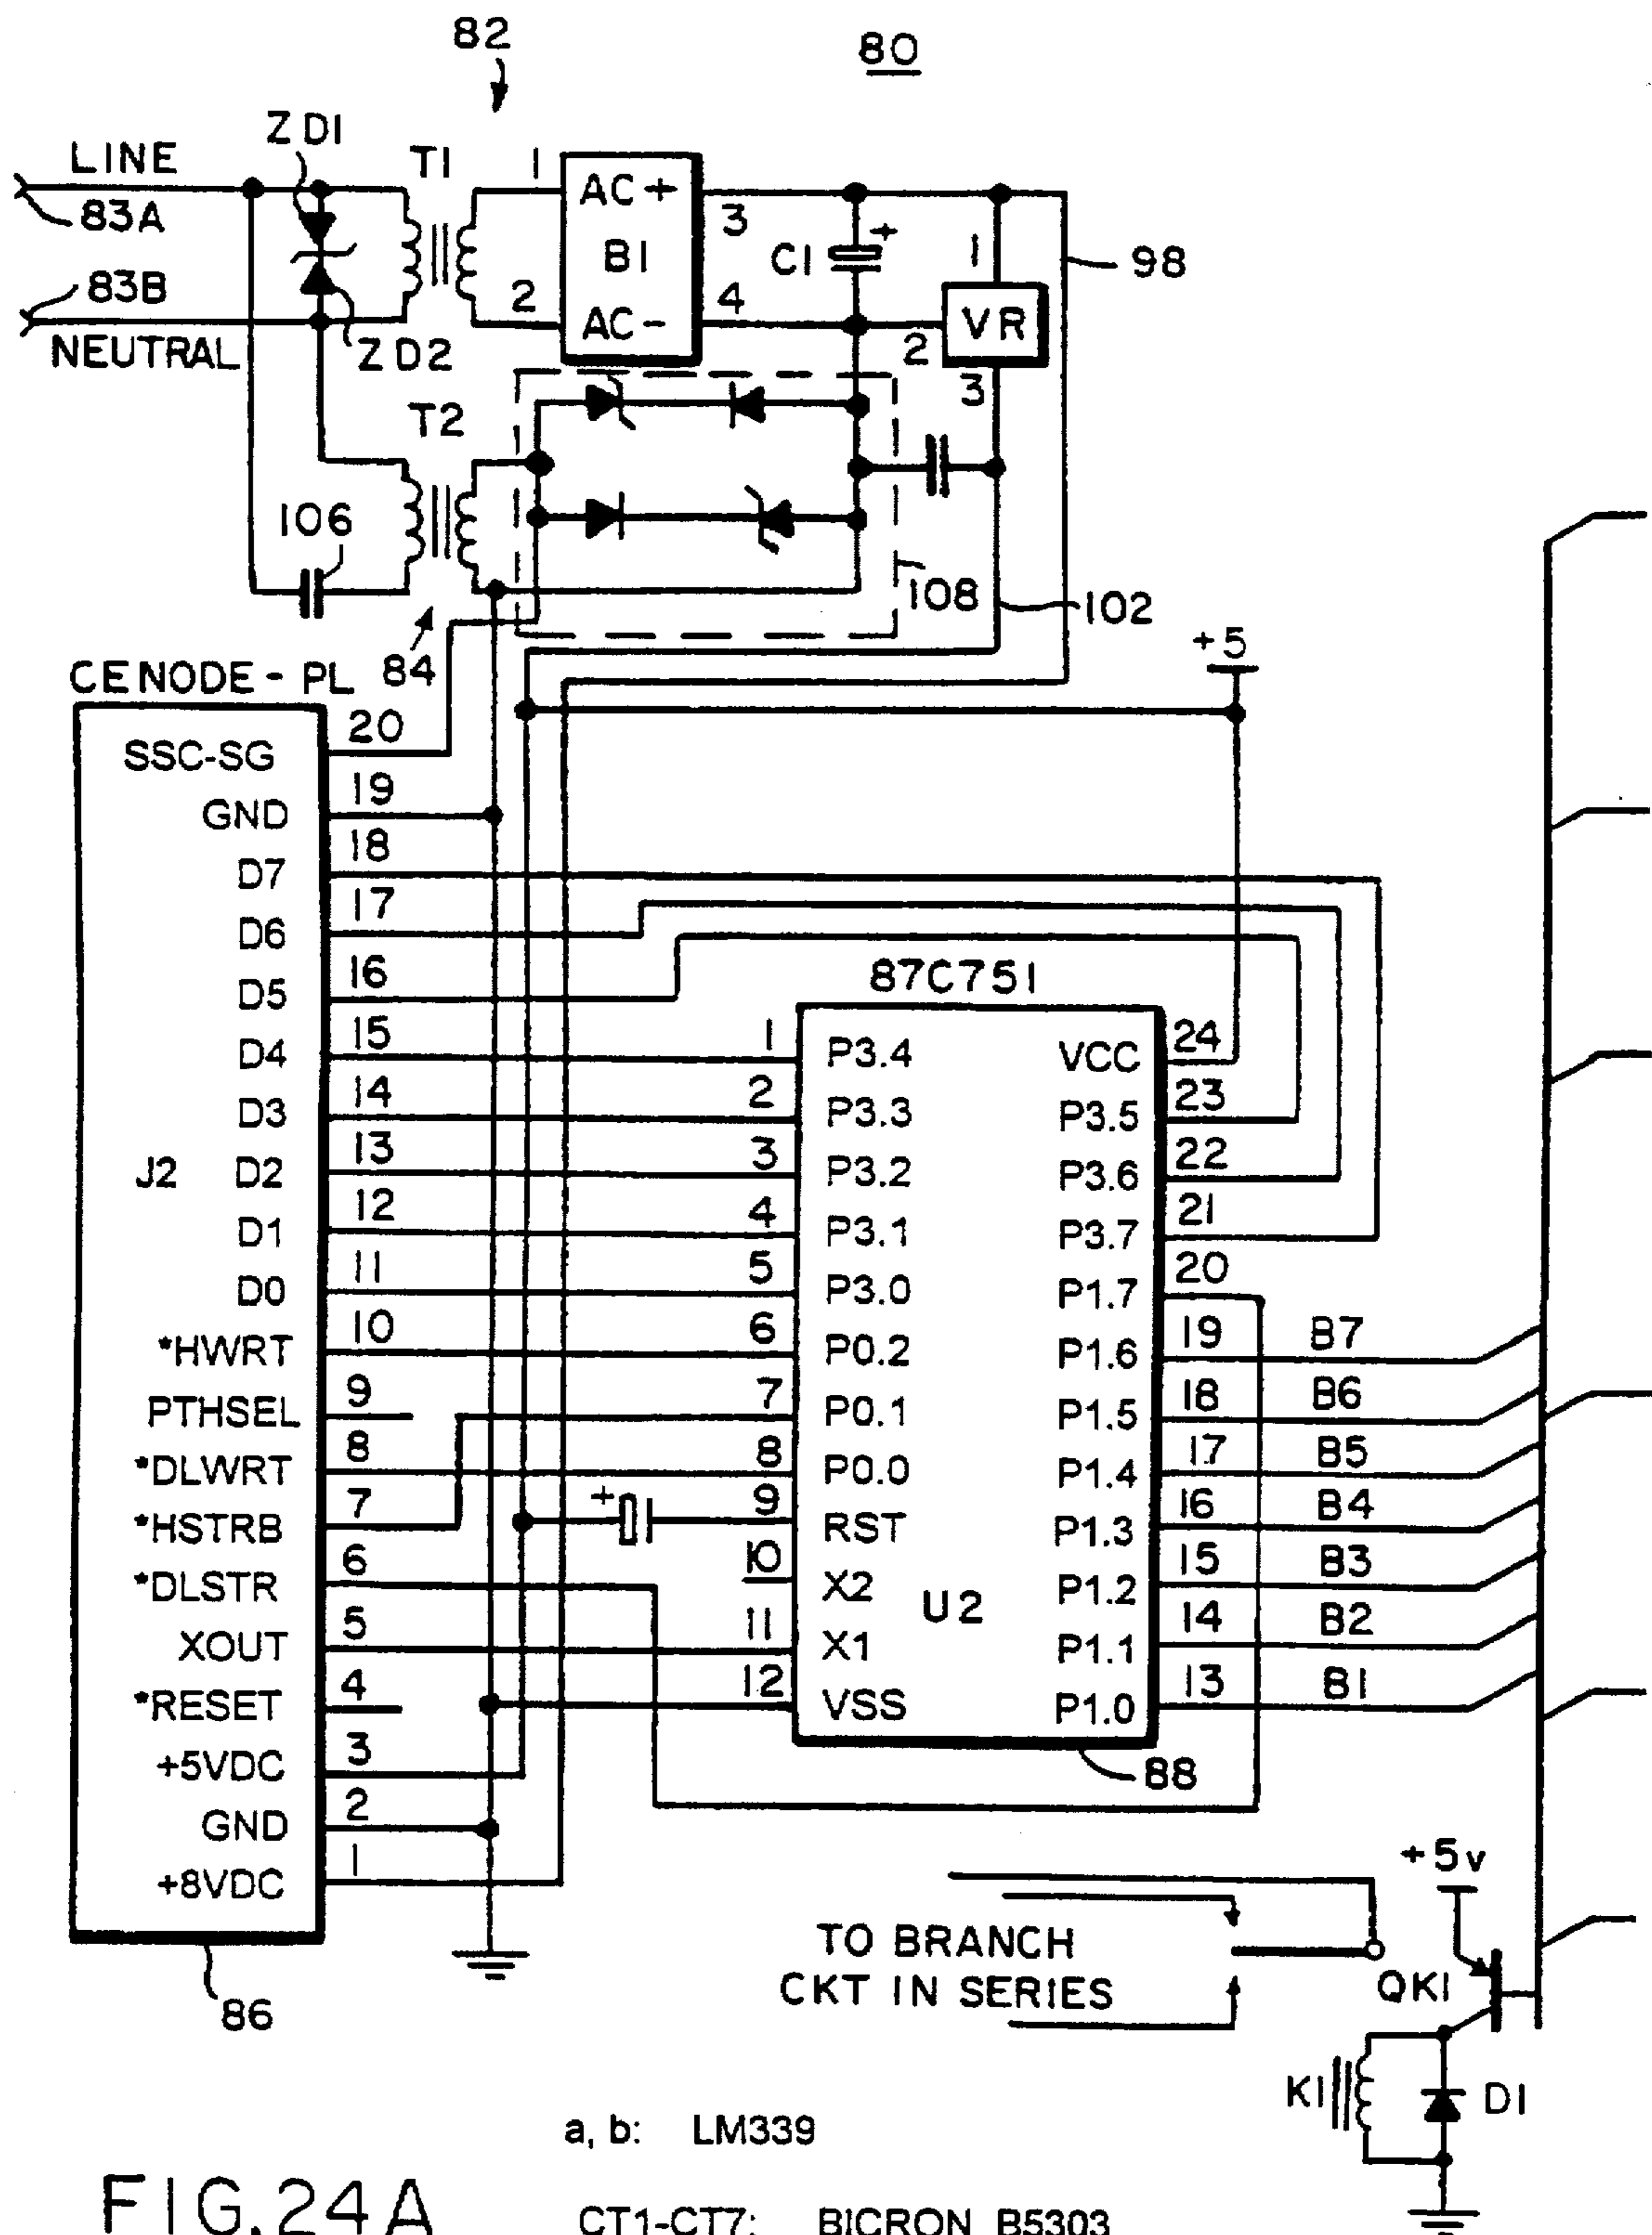 82
80
ZD1
LINE
T1
1
AC+
83A
3
B1
C1
+
1
98
83B
2
4
AC-
VR
NEUTRAL
ZD2
2
3
T2
106
108
102
84
+5
CENODE-PL
20
SSC-SG
19
GND
18
D7
17
D6
16
D5
87C751
15
D4
1
P3.4
VCC
24
14
D3
2
P3.3
P3.5
23
J2
13
D2
3
P3.2
P3.6
22
12
D1
4
P3.1
P3.7
21
11
D0
5
P3.0
P1.7
20
10
*HWRT
6
P0.2
P1.6
19
B7
9
PTHSEL
7
P0.1
P1.5
18
B6
8
*DLWRT
8
P0.0
P1.4
17
B5
7
*HSTRB
+
9
RST
P1.3
16
B4
6
*DLSTR
10
X2
U2
P1.2
15
B3
5
XOUT
11
X1
P1.1
14
B2
4
*RESET
12
VSS
P1.0
13
B1
3
+5VDC
88
2
GND
1
+8VDC
+5v
TO BRANCH
CKT IN SERIES
QK1
86
K1
D1
a, b: LM339
FIG.24A
CT1-CT7: BICRON B5303